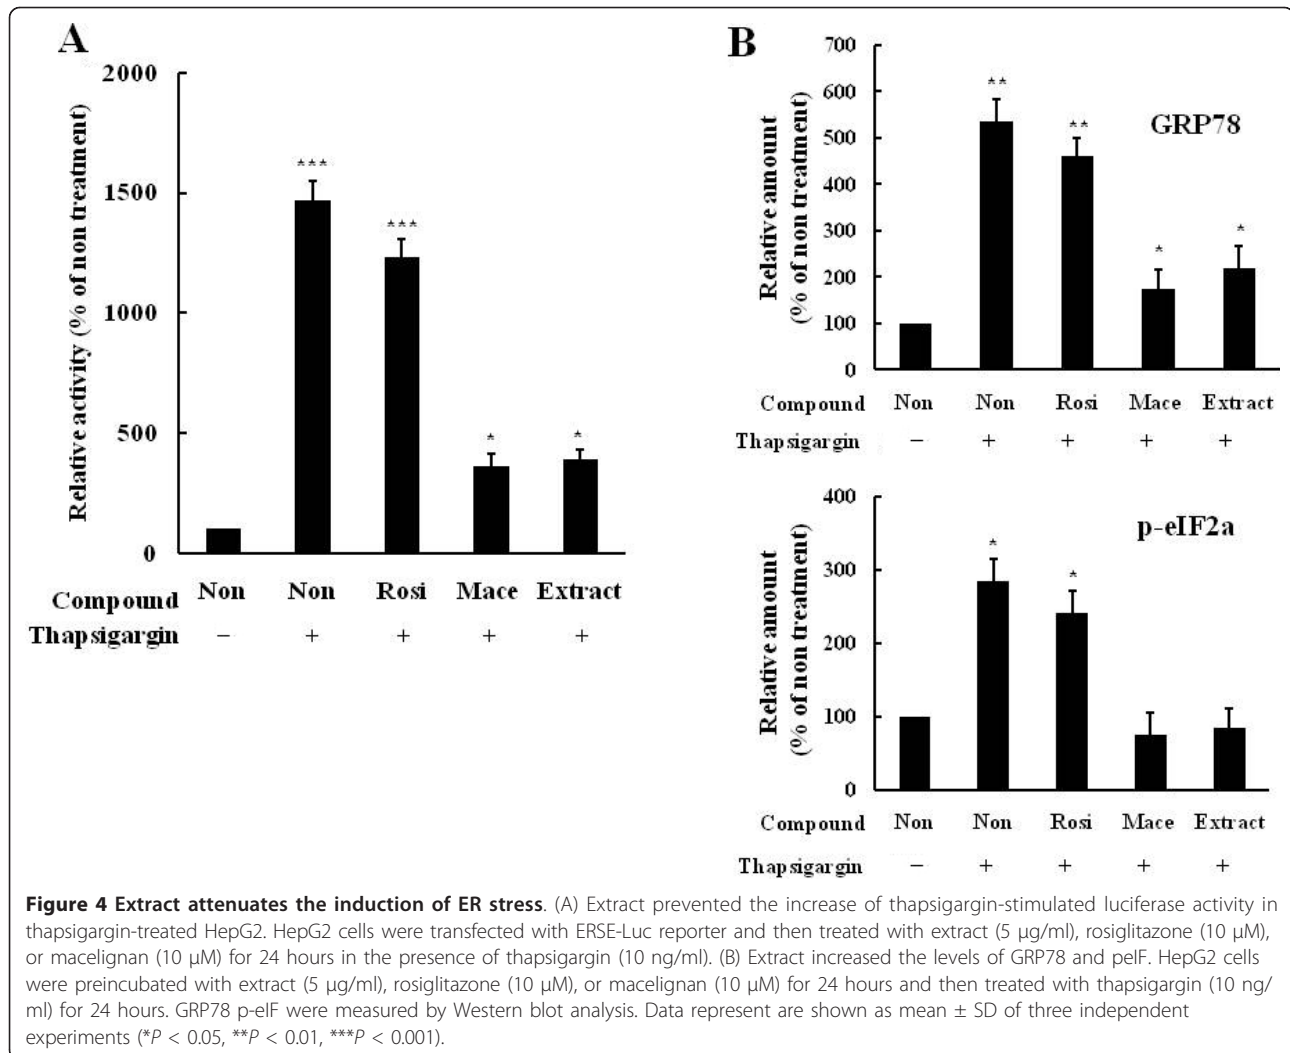 A
2000
1500
1000
500
0
Relative activity (% of non treatment)
***
***
*
*
Compound Non Non Rosi Mace Extract
Thapsigargin – + + + +
B
700
600
500
400
300
200
100
0
Relative amount
(% of non treatment)
GRP78
**
**
*
*
Compound Non Non Rosi Mace Extract
Thapsigargin – + + + +
400
300
200
100
0
Relative amount
(% of non treatment)
p-eIF2a
*
*
Compound Non Non Rosi Mace Extract
Thapsigargin – + + + +
Figure 4 Extract attenuates the induction of ER stress. (A) Extract prevented the increase of thapsigargin-stimulated luciferase activity in
thapsigargin-treated HepG2. HepG2 cells were transfected with ERSE-Luc reporter and then treated with extract (5 μg/ml), rosiglitazone (10 μM),
or macelignan (10 μM) for 24 hours in the presence of thapsigargin (10 ng/ml). (B) Extract increased the levels of GRP78 and peIF. HepG2 cells
were preincubated with extract (5 μg/ml), rosiglitazone (10 μM), or macelignan (10 μM) for 24 hours and then treated with thapsigargin (10 ng/
ml) for 24 hours. GRP78 p-eIF were measured by Western blot analysis. Data represent are shown as mean ± SD of three independent
experiments (*P < 0.05, **P < 0.01, ***P < 0.001).